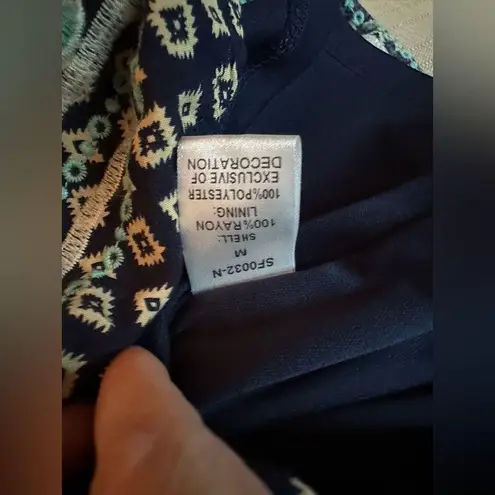 SF0032-N
M
SHELL:
100%RAYON
LINING:
100%POLYESTER
EXCLUSIVE OF
DECORATION